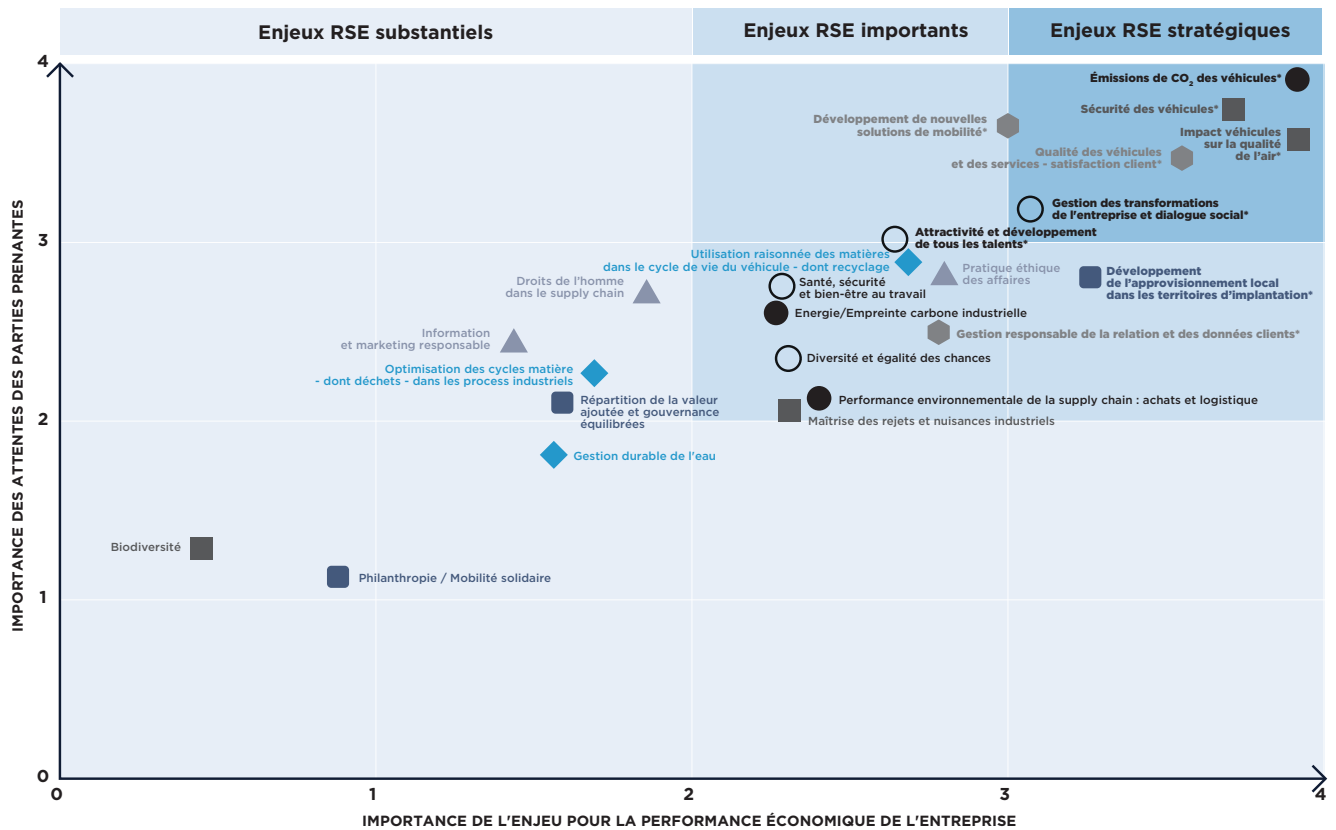 Enjeux RSE substantiels
Enjeux RSE importants
Enjeux RSE stratégiques
4
Émissions de CO₂ des véhicules*
Sécurité des véhicules*
Développement de nouvelles
solutions de mobilité*
Impact véhicules
sur la qualité
de l'air*
Qualité des véhicules
et des services - satisfaction client*
Gestion des transformations
de l'entreprise et dialogue social*
Attractivité et développement
de tous les talents*
3
Utilisation raisonnée des matières
dans le cycle de vie du véhicule - dont recyclage
Pratique éthique
des affaires
Développement
de l'approvisionnement local
dans les territoires d'implantation*
Droits de l'homme
dans le supply chain
Santé, sécurité
et bien-être au travail
Energie/Empreinte carbone industrielle
Information
et marketing responsable
Gestion responsable de la relation et des données clients*
Diversité et égalité des chances
Optimisation des cycles matière
- dont déchets - dans les process industriels
Répartition de la valeur
ajoutée et gouvernance
équilibrées
Performance environnementale de la supply chain : achats et logistique
Maîtrise des rejets et nuisances industriels
2
Gestion durable de l'eau
Biodiversité
Philanthropie / Mobilité solidaire
1
0
0
1
2
3
4
IMPORTANCE DES ATTENTES DES PARTIES PRENANTES
IMPORTANCE DE L'ENJEU POUR LA PERFORMANCE ÉCONOMIQUE DE L'ENTREPRISE